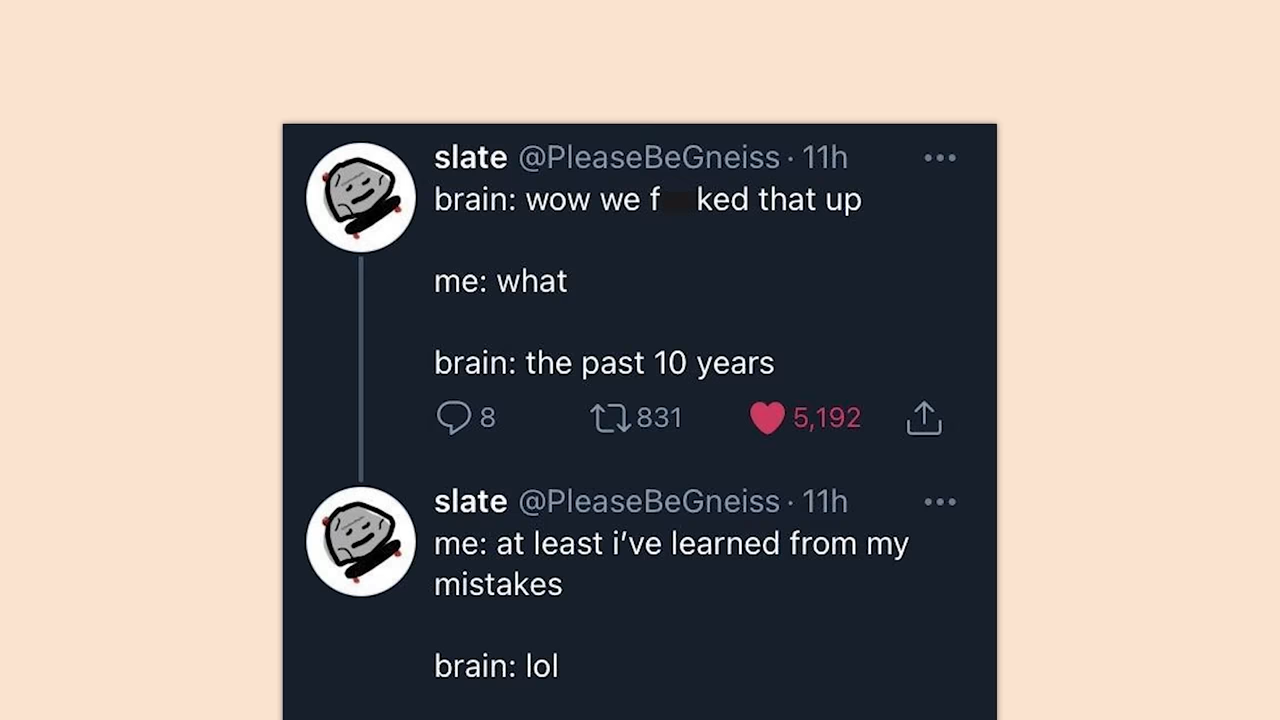 slate @PleaseBeGneiss · 11h
brain: wow we f ked that up
me: what
brain: the past 10 years
8 831 5,192
slate @PleaseBeGneiss · 11h
me: at least i’ve learned from my
mistakes
brain: lol